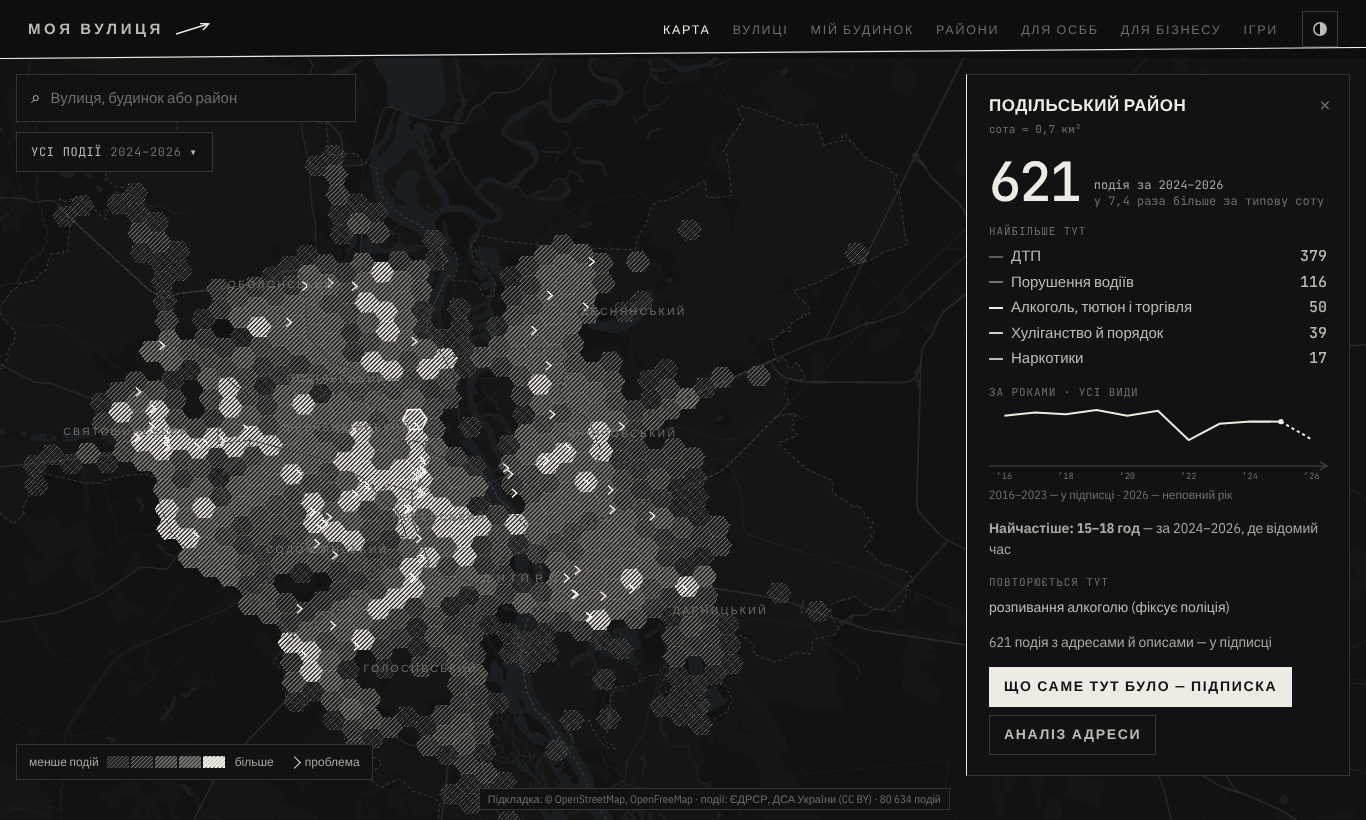 МОЯ ВУЛИЦЯ
КАРТА ВУЛИЦІ МІЙ БУДИНОК РАЙОНИ ДЛЯ ОСББ ДЛЯ БІЗНЕСУ ІГРИ
Вулиця, будинок або район
УСІ ПОДІЇ 2024–2026 ▾
СОЛОМ'ЯНСЬКИЙ
ДНІПРО
ДАРНИЦЬКИЙ
ГОЛОСІЇВСЬКИЙ
менше подій
більше
проблема
Підкладка: © OpenStreetMap, OpenFreeMap · події: ЄДРСР, ДСА України (CC BY) · 80 634 подій
ПОДІЛЬСЬКИЙ РАЙОН ×
сота ≈ 0,7 км²
621
подія за 2024–2026
у 7,4 раза більше за типову соту
НАЙБІЛЬШЕ ТУТ
ДТП 379
Порушення водіїв 116
Алкоголь, тютюн і торгівля 50
Хуліганство й порядок 39
Наркотики 17
ЗА РОКАМИ · УСІ ВИДИ
'16 '18 '20 '22 '24 '26
2016–2023 — у підписці · 2026 — неповний рік
Найчастіше: 15–18 год — за 2024–2026, де відомий
час
ПОВТОРЮЄТЬСЯ ТУТ
розпивання алкоголю (фіксує поліція)
621 подія з адресами й описами — у підписці
ЩО САМЕ ТУТ БУЛО — ПІДПИСКА
АНАЛІЗ АДРЕСИ